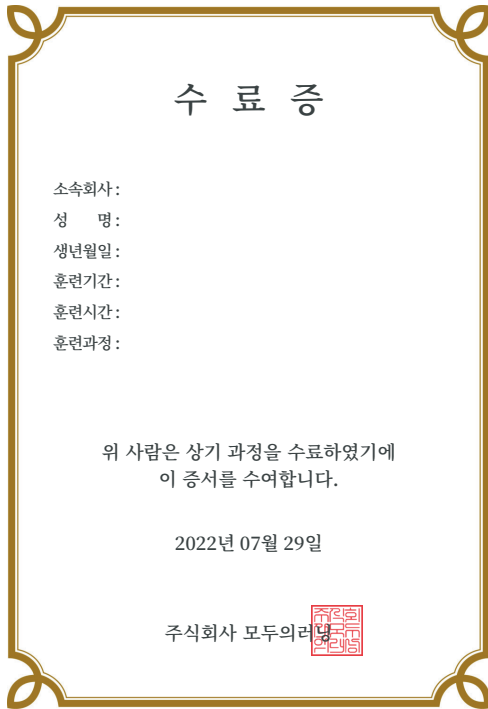 수 료 증
소속회사 :
성 명 :
생년월일 :
훈련기간 :
훈련시간 :
훈련과정 :
위 사람은 상기 과정을 수료하였기에
이 증서를 수여합니다.
2022년 07월 29일
주식회사 모두의러닝